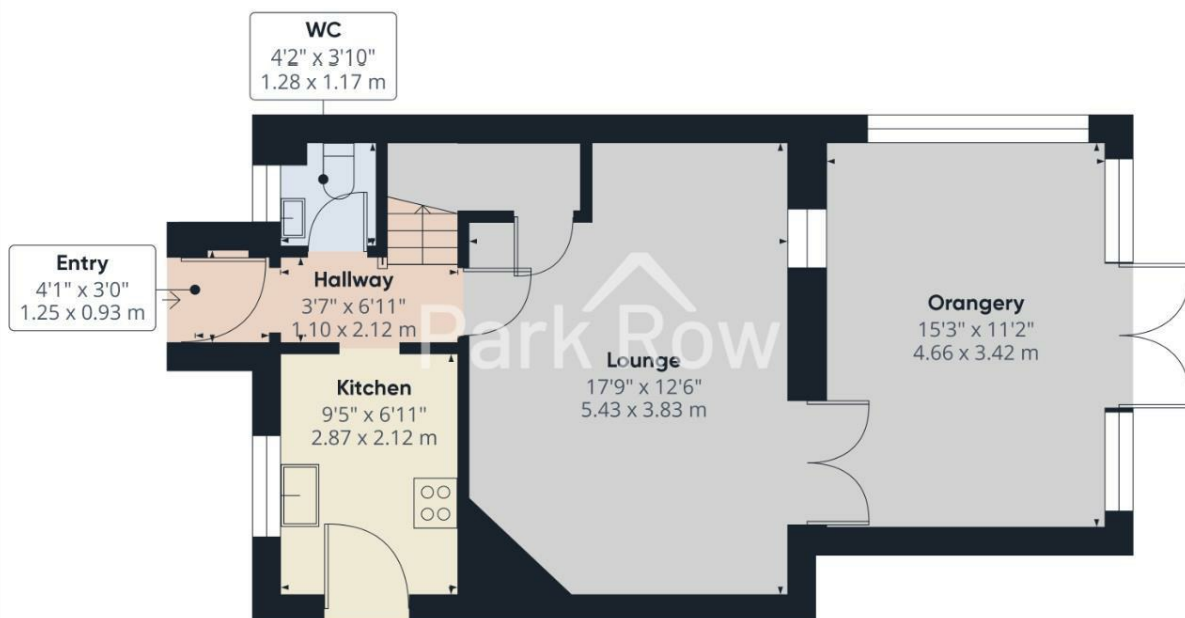 WC
4'2" x 3'10"
1.28 x 1.17 m
Entry
4'1" x 3'0"
1.25 x 0.93 m
Hallway
3'7" x 6'11"
1.10 x 2.12 m
Kitchen
9'5" x 6'11"
2.87 x 2.12 m
Park Row
Lounge
17'9" x 12'6"
5.43 x 3.83 m
Orangery
15'3" x 11'2"
4.66 x 3.42 m